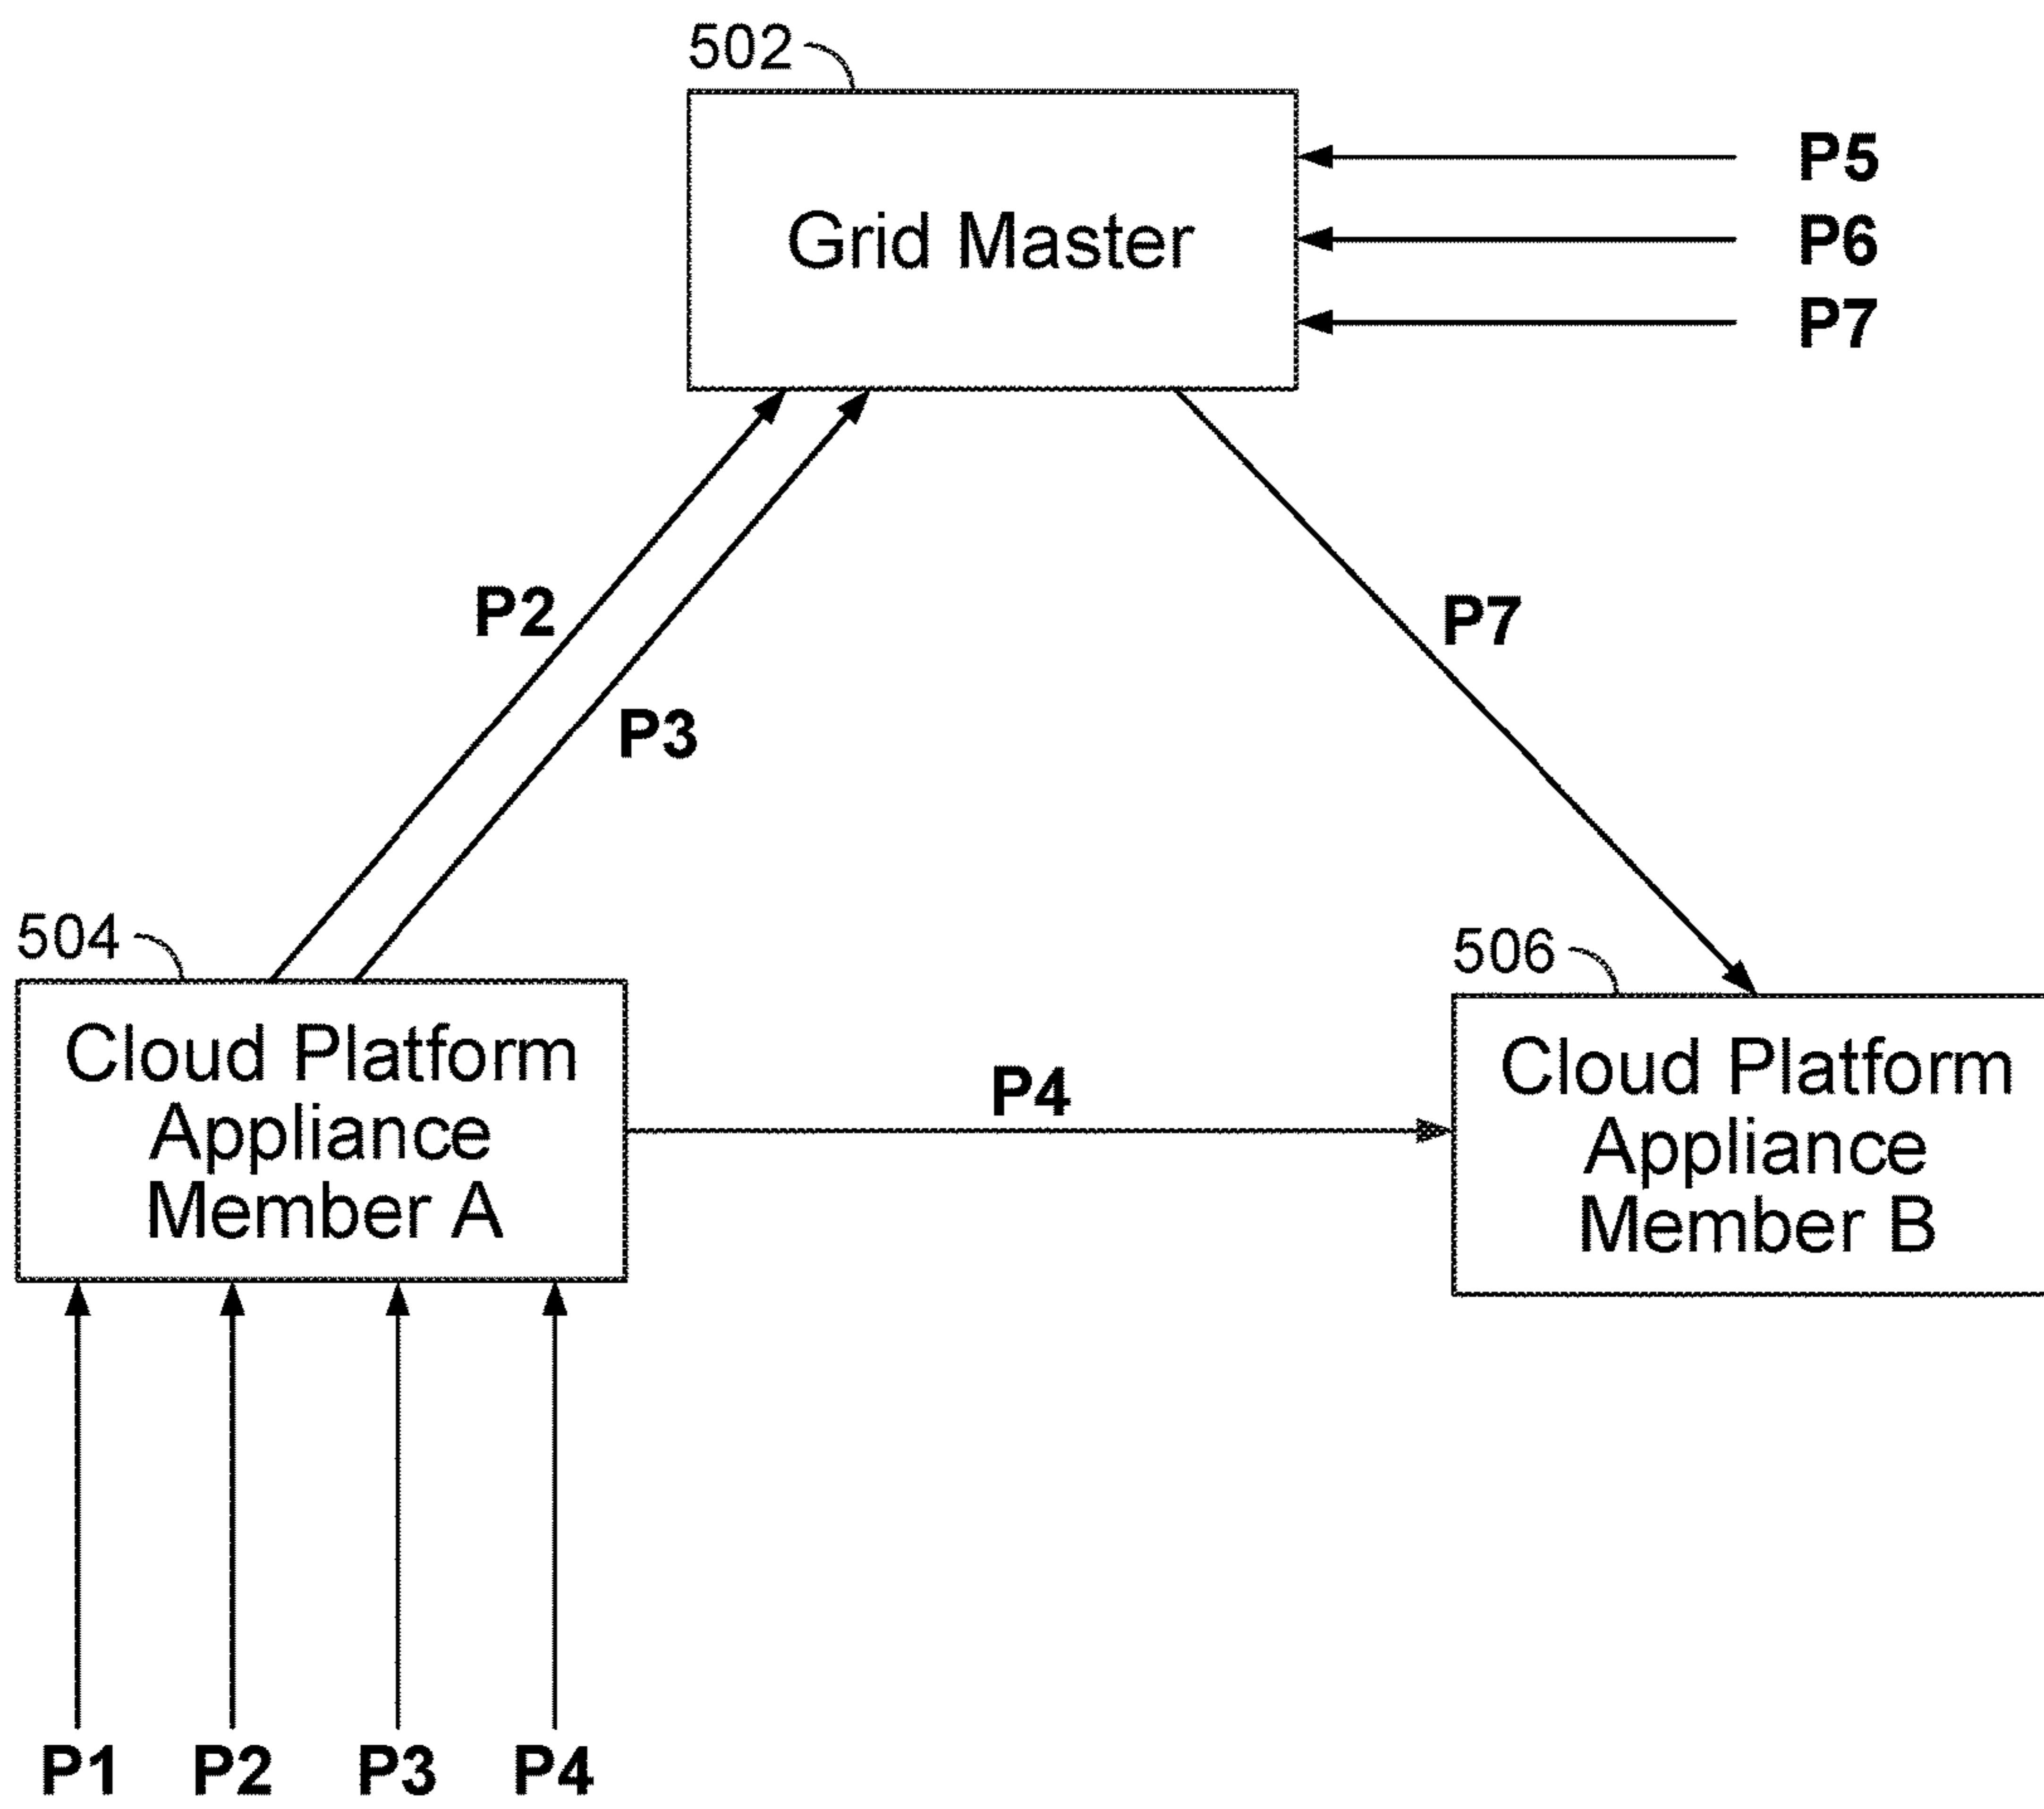 502
Grid Master
P5
P6
P7
P2
P3
P7
504
Cloud Platform
Appliance
Member A
P4
506
Cloud Platform
Appliance
Member B
P1
P2
P3
P4